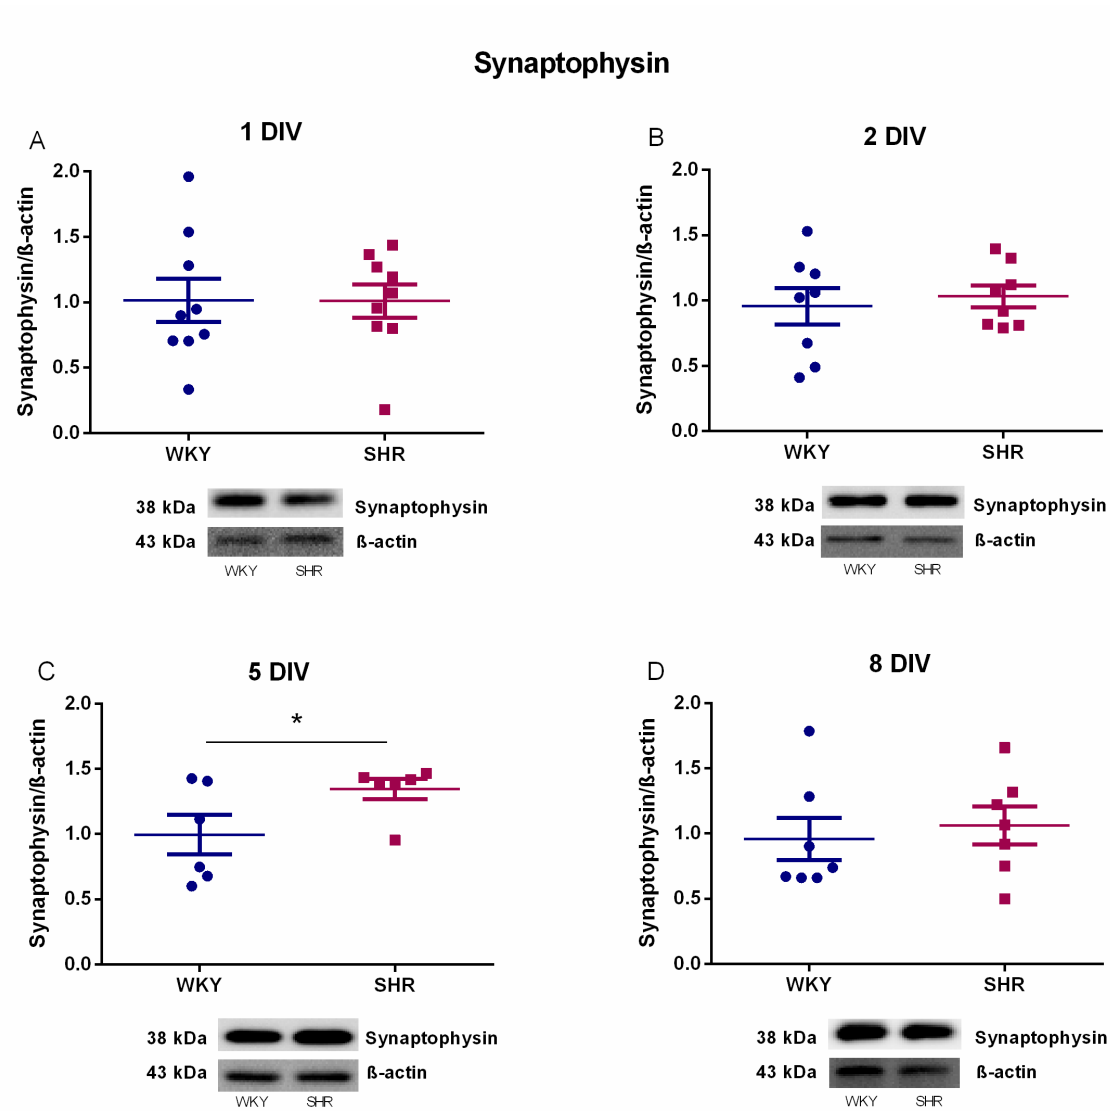 Synaptophysin
A
1 DIV
Synaptophysin/ß-actin
2.0
1.5
1.0
0.5
0.0
WKY SHR
38 kDa Synaptophysin
43 kDa ß-actin
WKY SHR
B
2 DIV
Synaptophysin/ß-actin
2.0
1.5
1.0
0.5
0.0
WKY SHR
38 kDa Synaptophysin
43 kDa ß-actin
WKY SHR
C
5 DIV
Synaptophysin/ß-actin
2.0
1.5
1.0
0.5
0.0
*
WKY SHR
38 kDa Synaptophysin
43 kDa ß-actin
WKY SHR
D
8 DIV
Synaptophysin/ß-actin
2.0
1.5
1.0
0.5
0.0
WKY SHR
38 kDa Synaptophysin
43 kDa ß-actin
WKY SHR